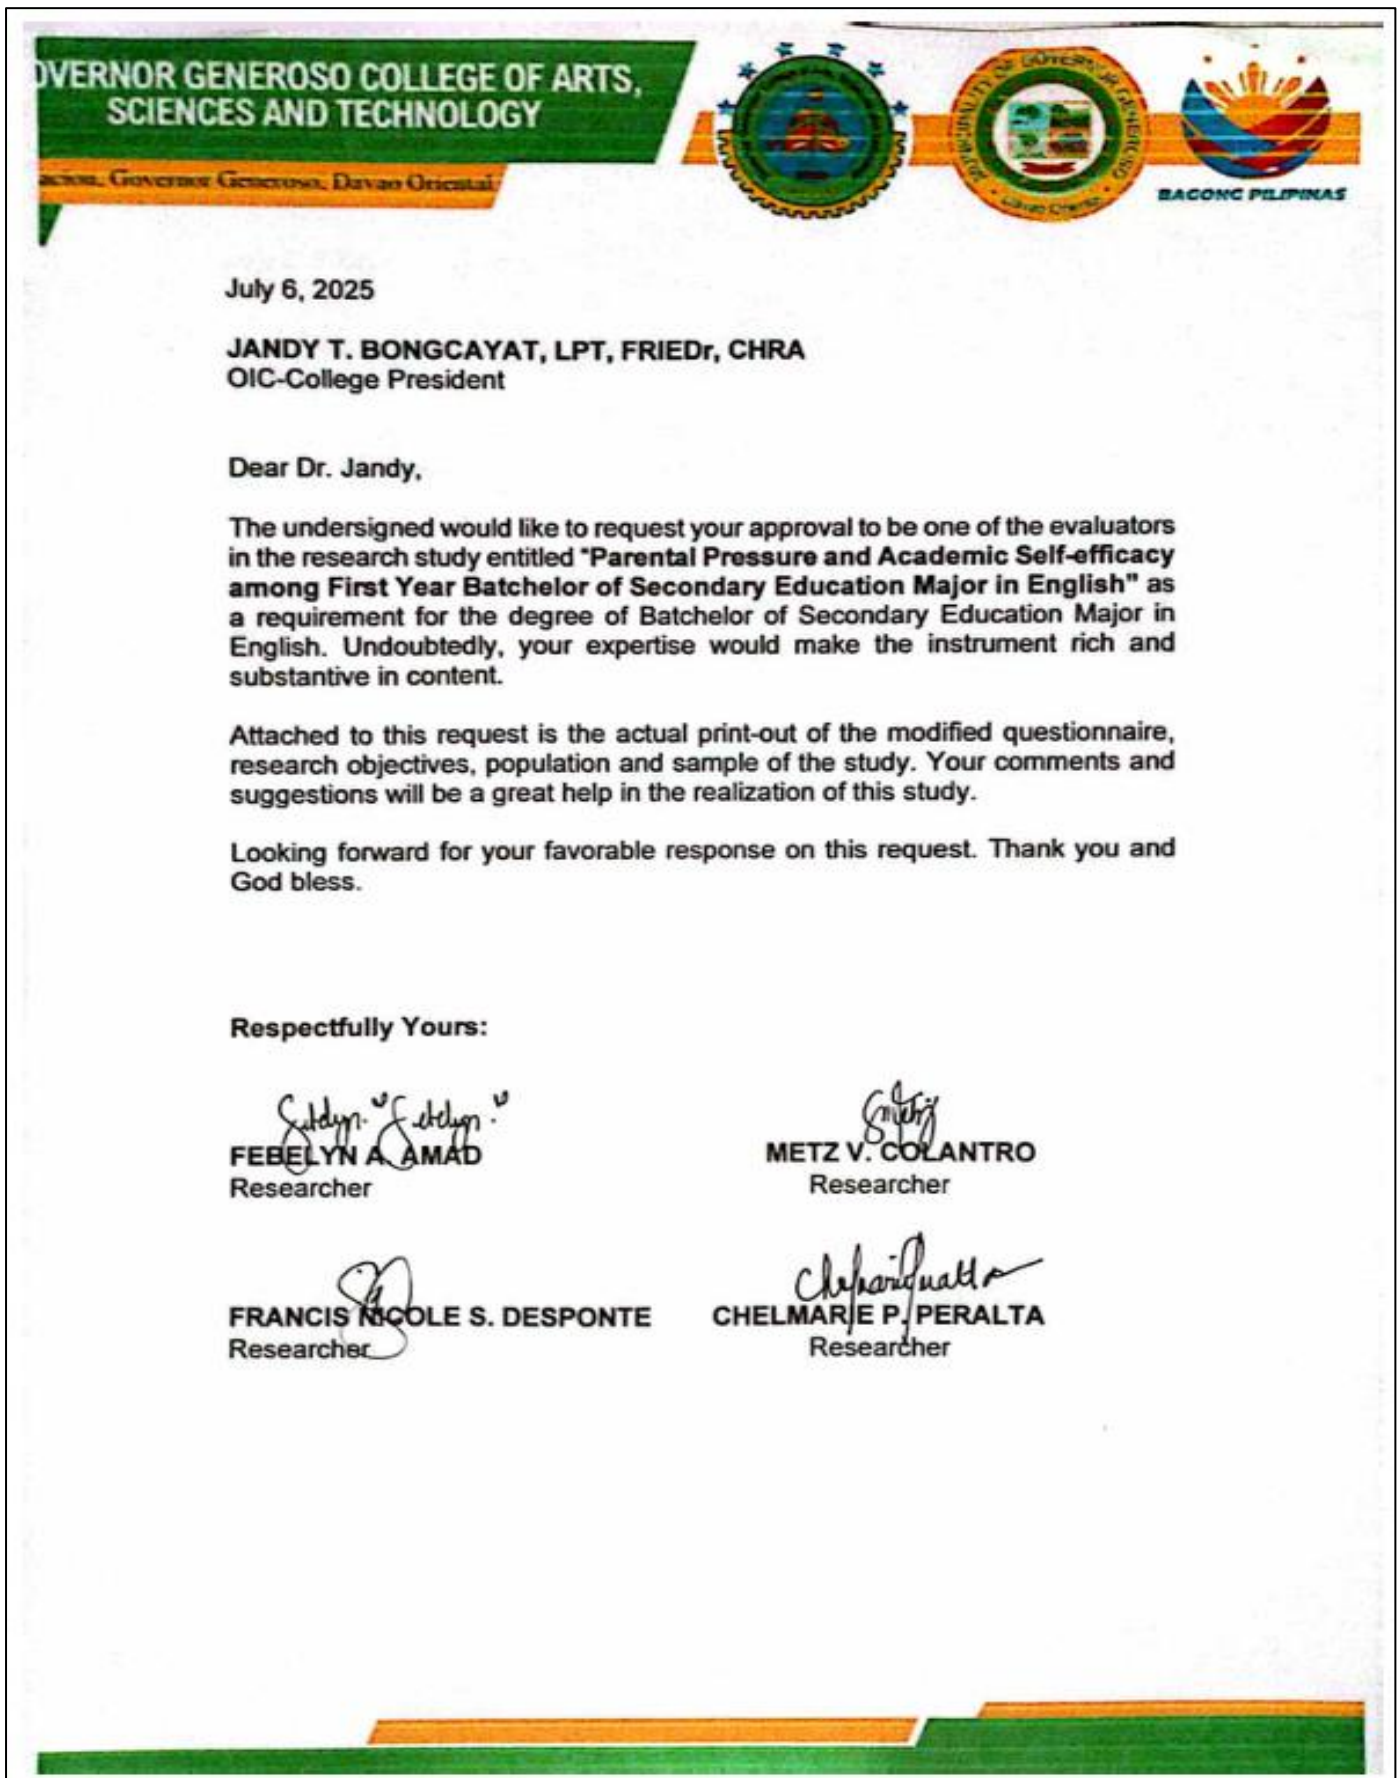 OVERNOR GENEROSO COLLEGE OF ARTS,
SCIENCES AND TECHNOLOGY
Governor Generoso, Davao Oriental
MUNICIPALITY OF GOVERNOR GENEROSO
Davao Oriental
BAGONG PILIPINAS
July 6, 2025
JANDY T. BONGCAYAT, LPT, FRIEDr, CHRA
OIC-College President
Dear Dr. Jandy,
The undersigned would like to request your approval to be one of the evaluators
in the research study entitled "Parental Pressure and Academic Self-efficacy
among First Year Batchelor of Secondary Education Major in English" as
a requirement for the degree of Batchelor of Secondary Education Major in
English. Undoubtedly, your expertise would make the instrument rich and
substantive in content.
Attached to this request is the actual print-out of the modified questionnaire,
research objectives, population and sample of the study. Your comments and
suggestions will be a great help in the realization of this study.
Looking forward for your favorable response on this request. Thank you and
God bless.
Respectfully Yours:
FEBELYN A. AMAD
Researcher
METZ V. COLANTRO
Researcher
FRANCIS NICOLE S. DESPONTE
Researcher
CHELMARIE P. PERALTA
Researcher